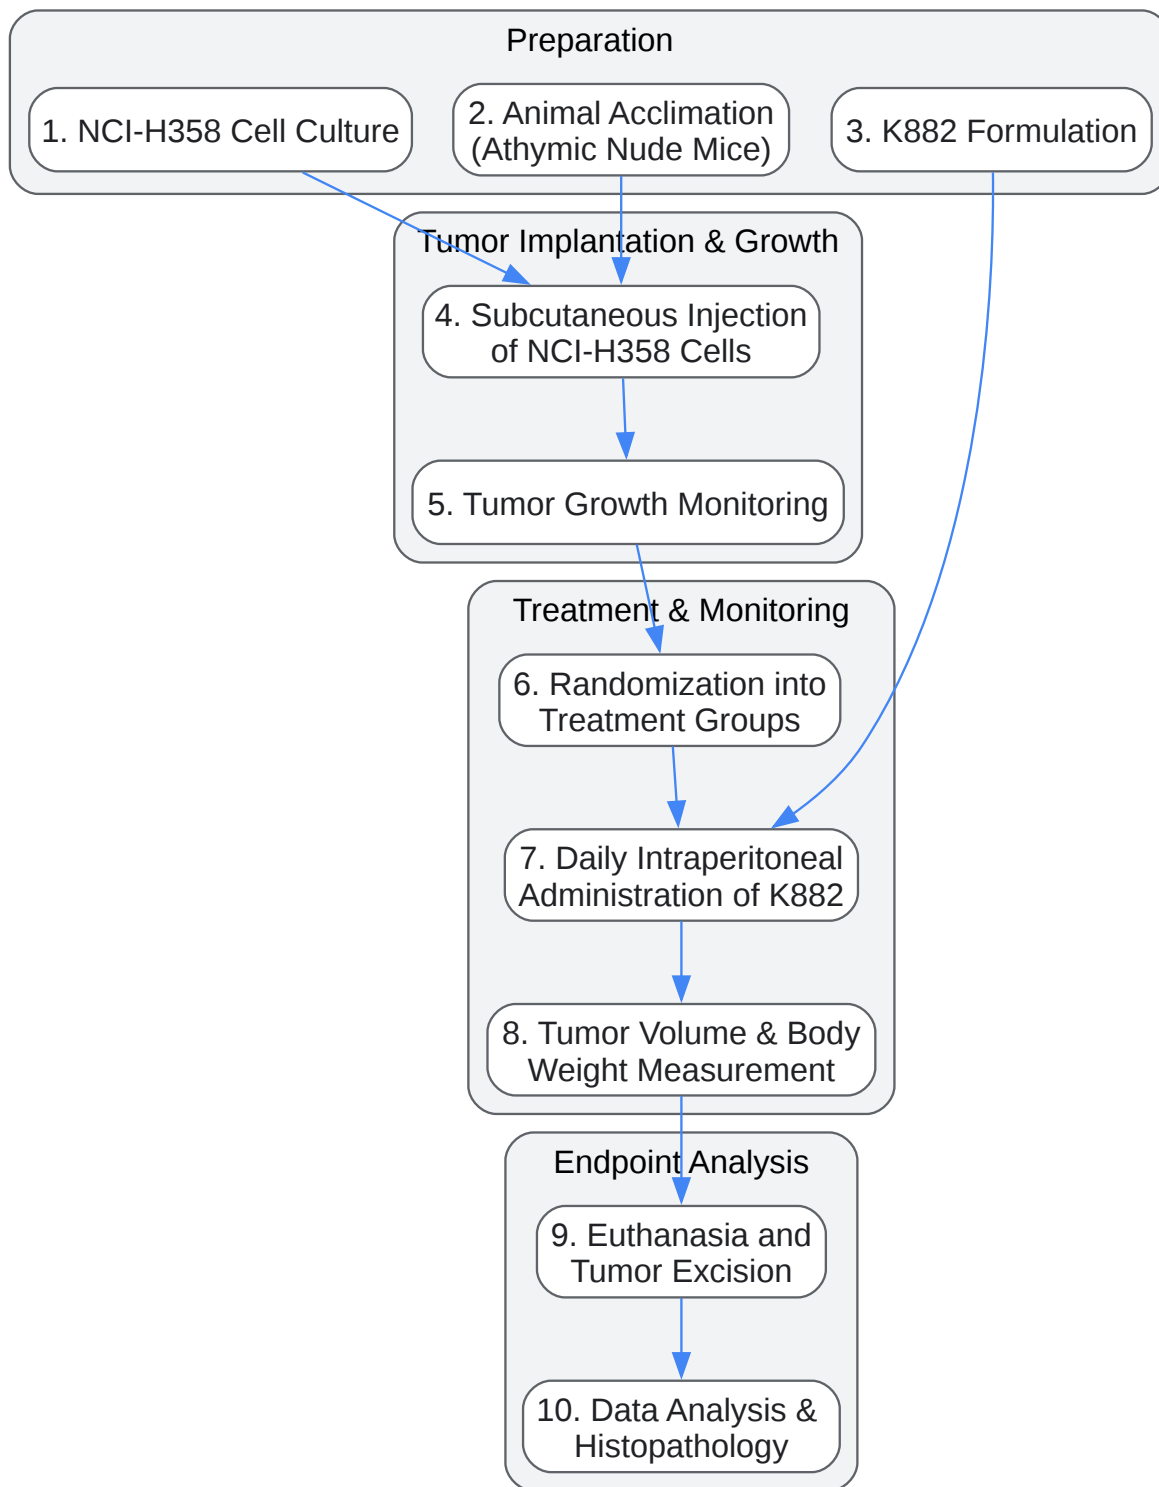 Preparation
1. NCI-H358 Cell Culture
2. Animal Acclimation
(Athymic Nude Mice)
3. K882 Formulation
Tumor Implantation & Growth
4. Subcutaneous Injection
of NCI-H358 Cells
5. Tumor Growth Monitoring
Treatment & Monitoring
6. Randomization into
Treatment Groups
7. Daily Intraperitoneal
Administration of K882
8. Tumor Volume & Body
Weight Measurement
Endpoint Analysis
9. Euthanasia and
Tumor Excision
10. Data Analysis &
Histopathology